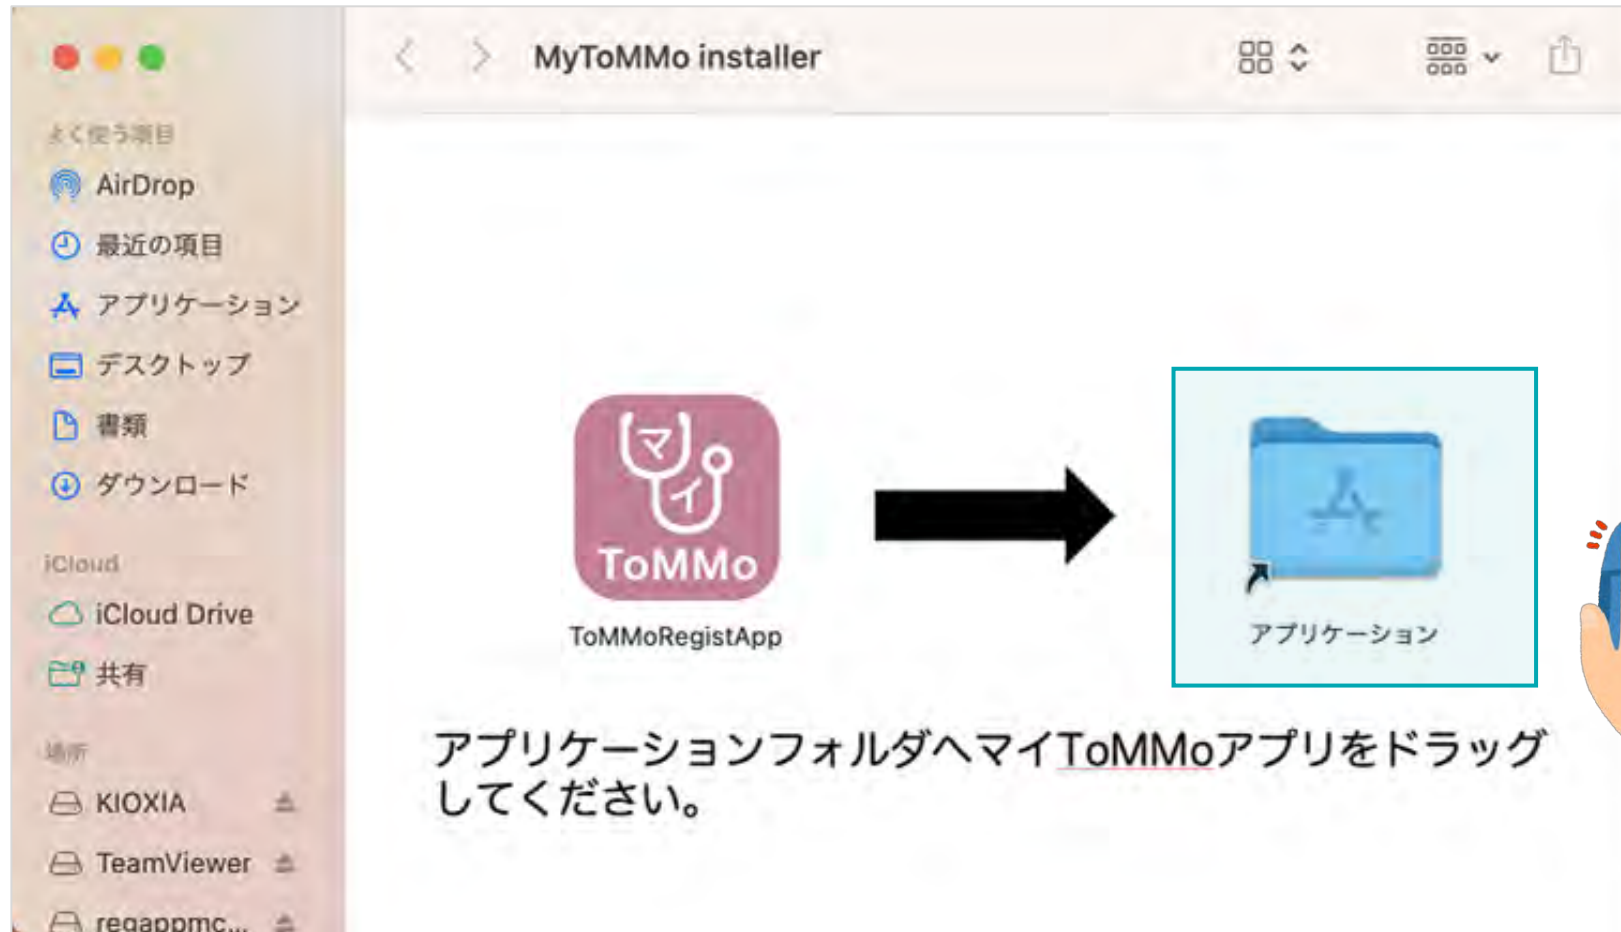 MyToMMo installer
よく使う項目
AirDrop
最近の項目
アプリケーション
デスクトップ
書類
ダウンロード
iCloud
iCloud Drive
共有
場所
KIOXIA
TeamViewer
regappmc...
マイ
ToMMo
ToMMoRegistApp
アプリケーション
アプリケーションフォルダへマイToMMoアプリをドラッグ
してください。